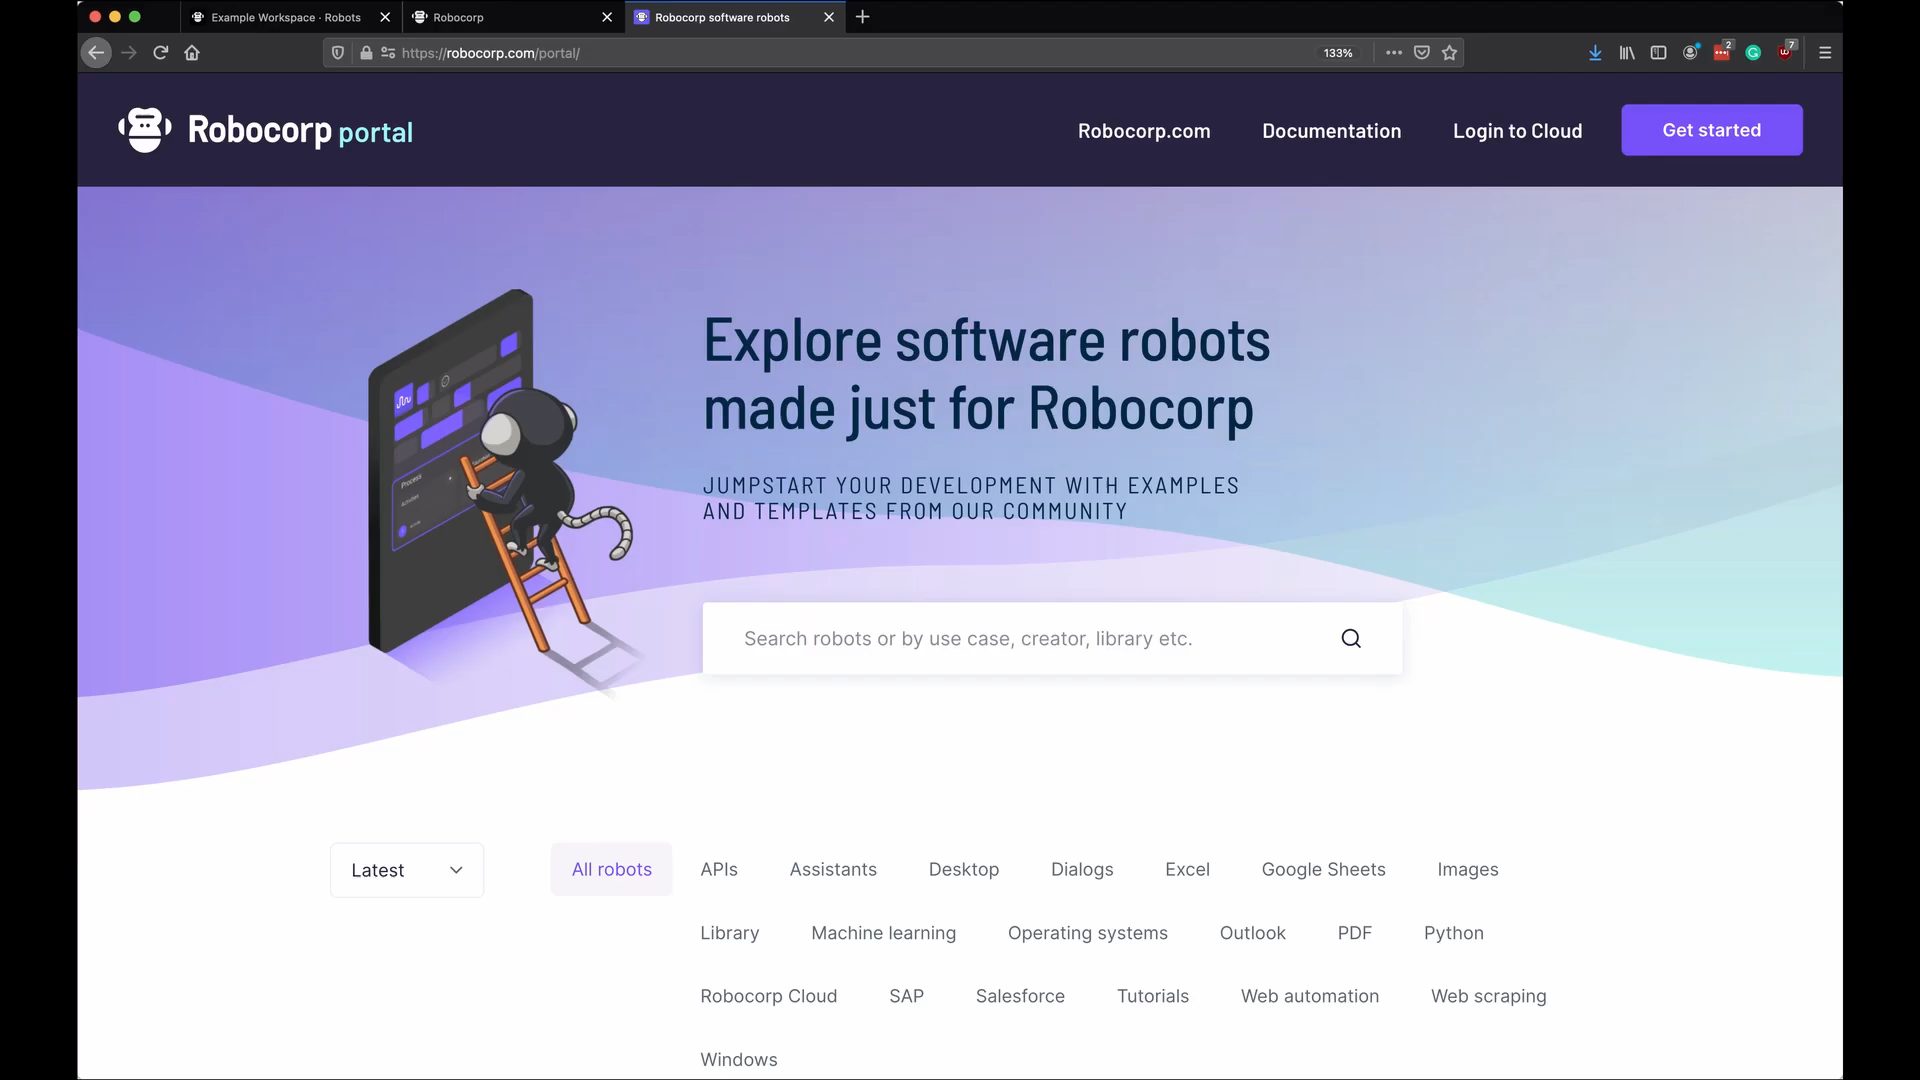 Example Workspace · Robots
Robocorp
Robocorp software robots
https://robocorp.com/portal/
133%
2
7
Robocorp portal
Robocorp.com
Documentation
Login to Cloud
Get started
Explore software robots
made just for Robocorp
JUMPSTART YOUR DEVELOPMENT WITH EXAMPLES
AND TEMPLATES FROM OUR COMMUNITY
Process
Search robots or by use case, creator, library etc.
Latest
All robots
APIs
Assistants
Desktop
Dialogs
Excel
Google Sheets
Images
Library
Machine learning
Operating systems
Outlook
PDF
Python
Robocorp Cloud
SAP
Salesforce
Tutorials
Web automation
Web scraping
Windows